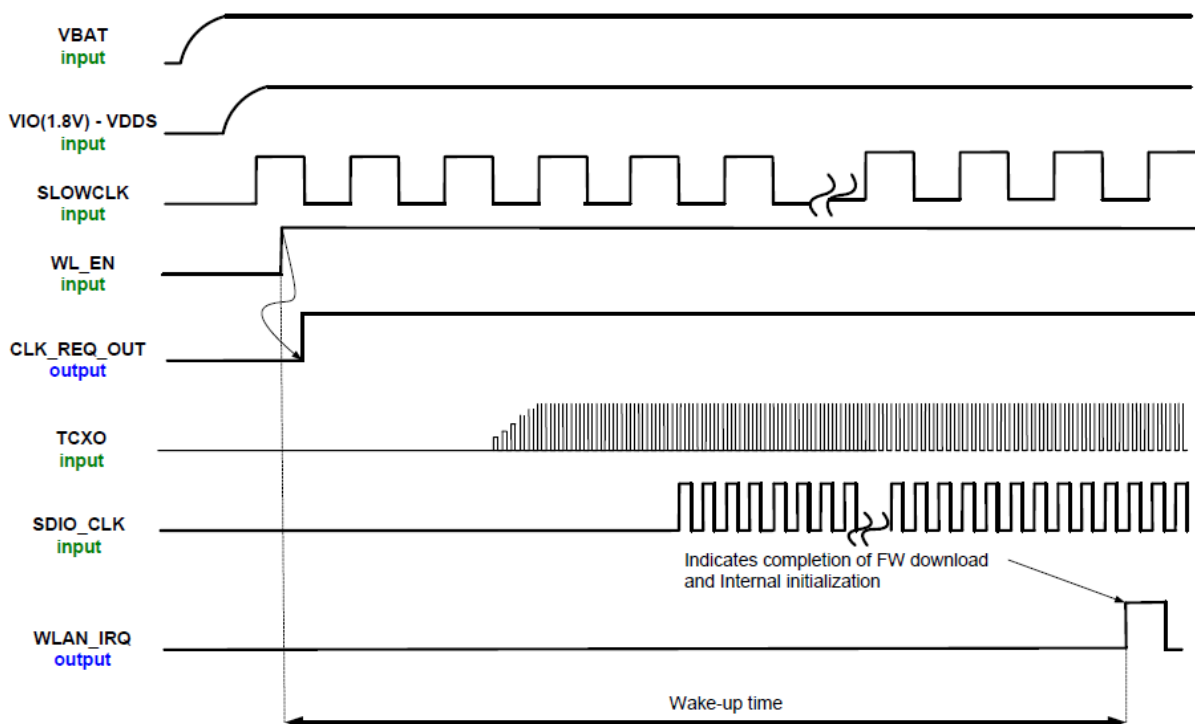 VBAT
input
VIO(1.8V) - VDDS
input
SLOWCLK
input
WL_EN
input
CLK_REQ_OUT
output
TCXO
input
SDIO_CLK
input
Indicates completion of FW download
and Internal initialization
WLAN_IRQ
output
Wake-up time